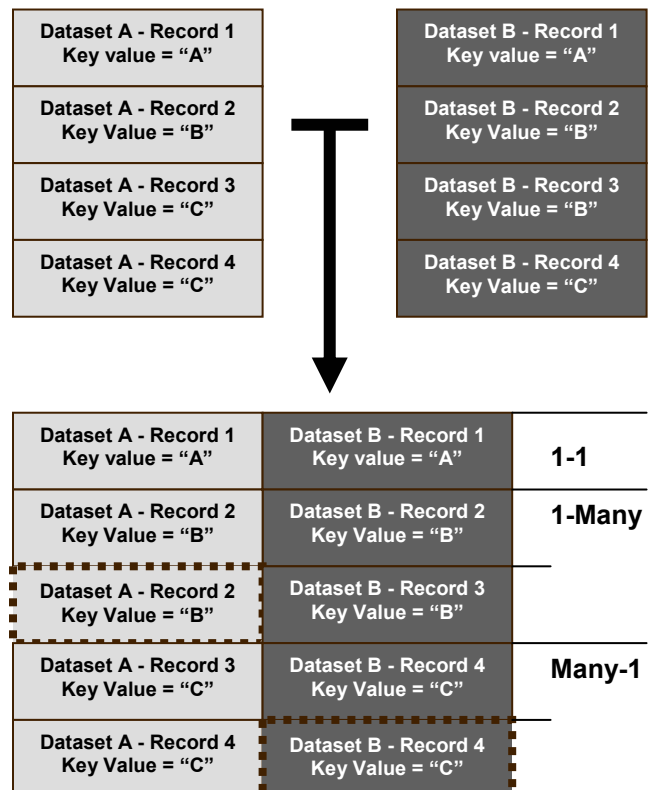 Dataset A - Record 1
Key value = “A”
Dataset A - Record 2
Key Value = “B”
Dataset A - Record 3
Key Value = “C”
Dataset A - Record 4
Key Value = “C”
Dataset B - Record 1
Key value = “A”
Dataset B - Record 2
Key Value = “B”
Dataset B - Record 3
Key Value = “B”
Dataset B - Record 4
Key Value = “C”
Dataset A - Record 1
Key value = “A”
Dataset B - Record 1
Key value = “A”
1-1
Dataset A - Record 2
Key Value = “B”
Dataset B - Record 2
Key Value = “B”
1-Many
Dataset A - Record 2
Key Value = “B”
Dataset B - Record 3
Key Value = “B”
Dataset A - Record 3
Key Value = “C”
Dataset B - Record 4
Key Value = “C”
Many-1
Dataset A - Record 4
Key Value = “C”
Dataset B - Record 4
Key Value = “C”